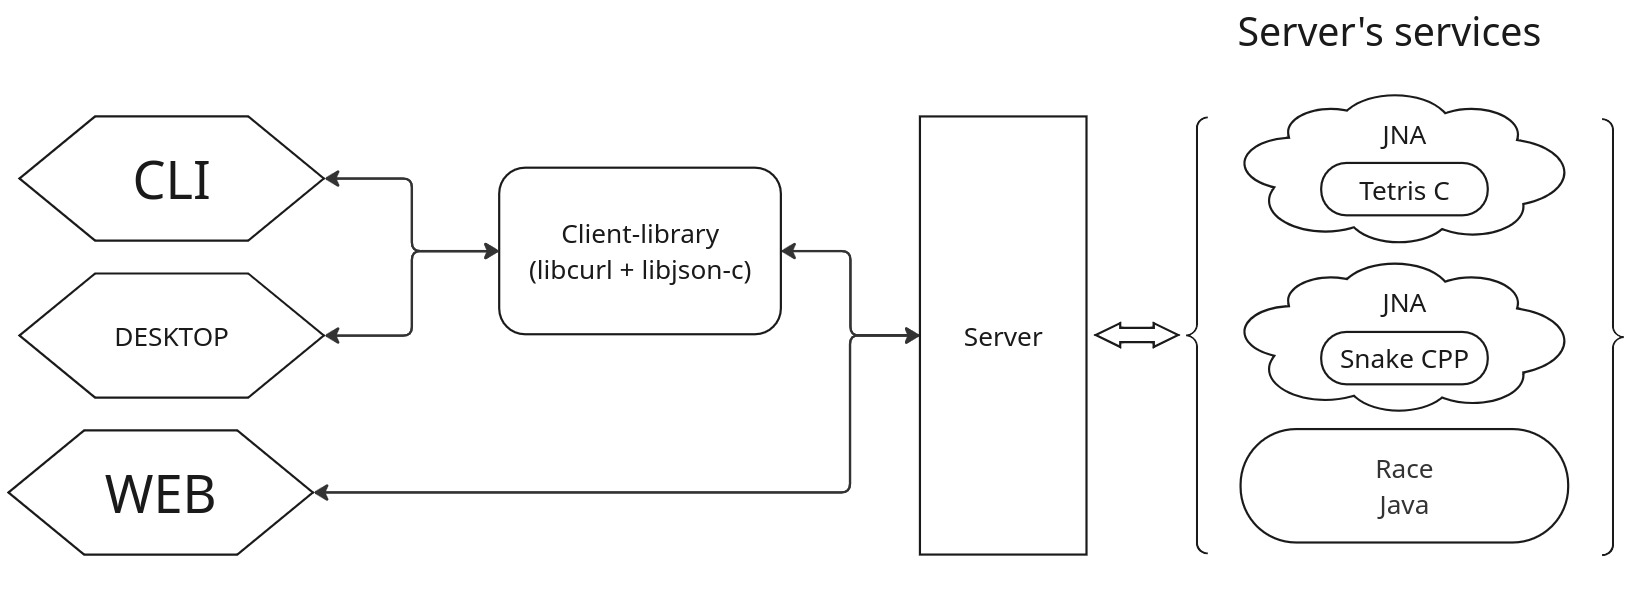 Server's services
CLI
DESKTOP
WEB
Client-library
(libcurl + libjson-c)
Server
JNA
Tetris C
JNA
Snake CPP
Race
Java